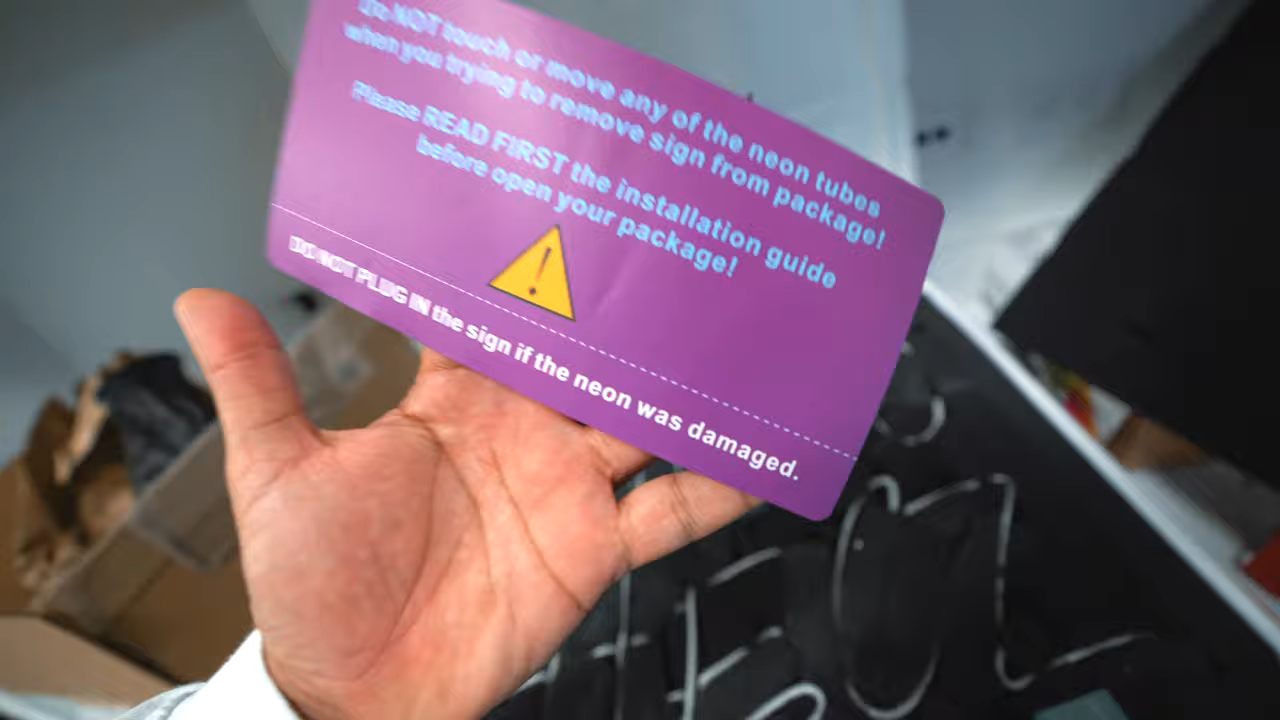 Do NOT touch or move any of the neon tubes
when you trying to remove sign from package!
Please READ FIRST the installation guide
before open your package!
DO NOT PLUG IN the sign if the neon was damaged.